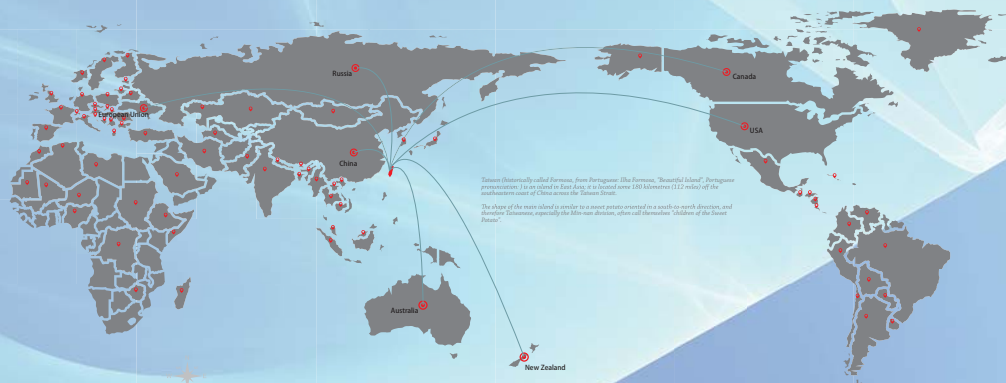 Russia
Canada
European Union
USA
China
Taiwan (historically called Formosa, from Portuguese: Ilha Formosa, "Beautiful Island", Portuguese
pronunciation: ) is an island in East Asia; it is located some 180 kilometres (112 miles) off the
southeastern coast of China across the Taiwan Strait.
The shape of the main island is similar to a sweet potato oriented in a south-to-north direction, and
therefore Taiwanese, especially the Min-nan division, often call themselves "children of the Sweet
Potato".
Australia
New Zealand